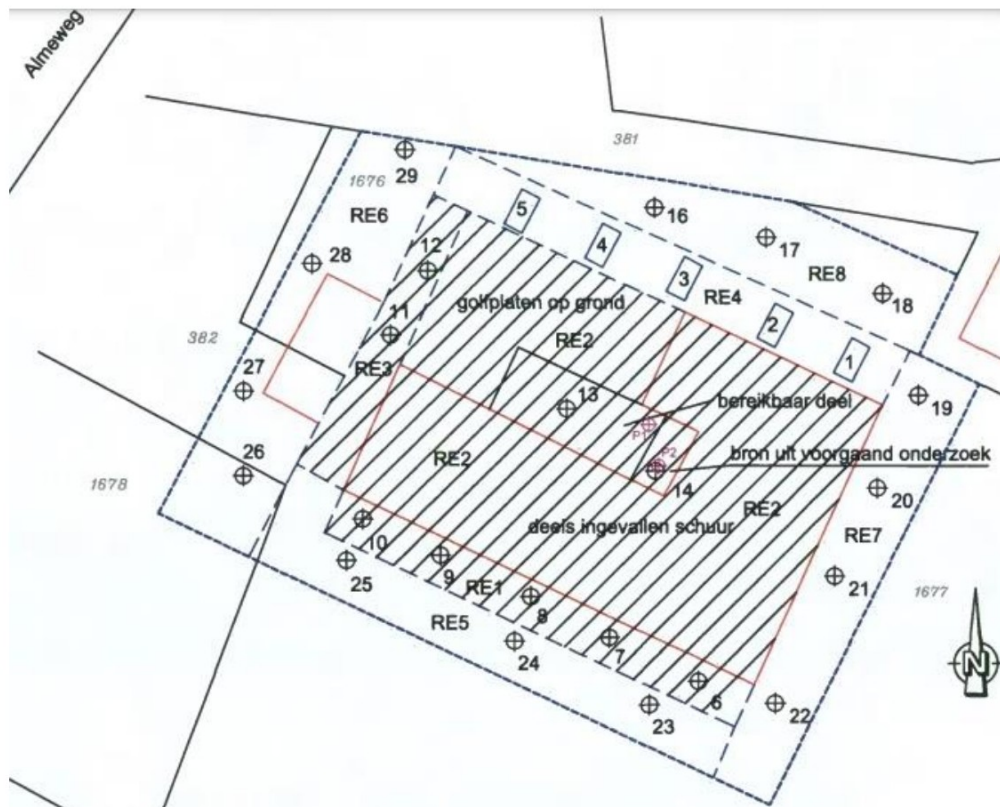 Almeweg
381
29
1676
RE6
5
16
4
17
12
28
3
RE8
RE4
18
golfplaten op grond
2
11
RE2
382
1
RE3
27
19
13
bereikbaar deel
P1
bron uit voorgaand onderzoek
RE2
P2
26
14
1678
20
RE2
deels ingevallen schuur
10
RE7
25
9
21
RE1
1677
8
RE5
24
7
N
6
23
22